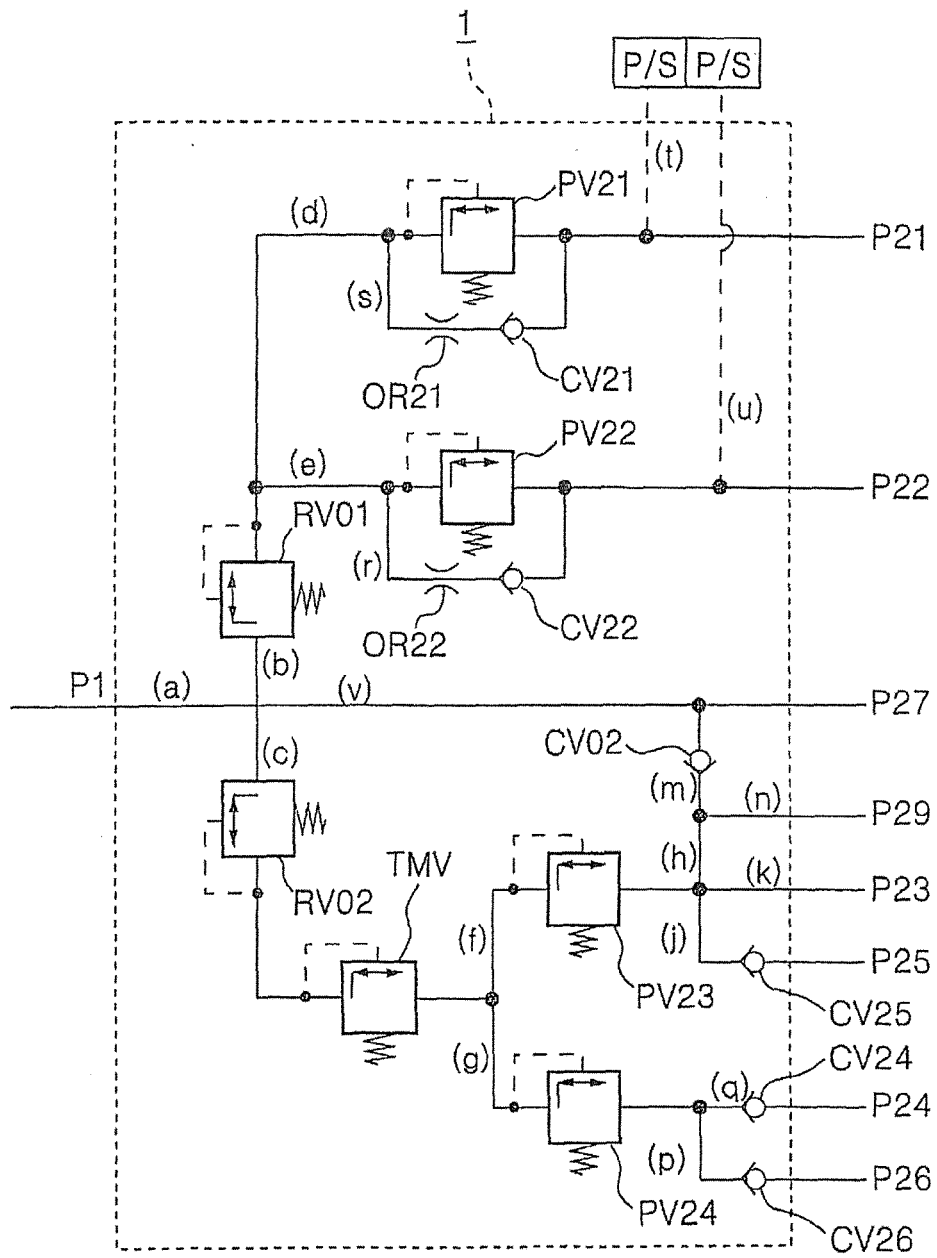 1
P/S P/S
(t)
PV21
(d)
P21
(s)
OR21
CV21
(u)
PV22
(e)
P22
RV01
(r)
OR22
CV22
(b)
P1
(a)
(v)
P27
CV02
(c)
(m)
(n)
P29
(h)
(k)
P23
RV02
TMV
(f)
(j)
P25
PV23
CV25
(g)
CV24
(q)
P24
(p)
P26
PV24
CV26